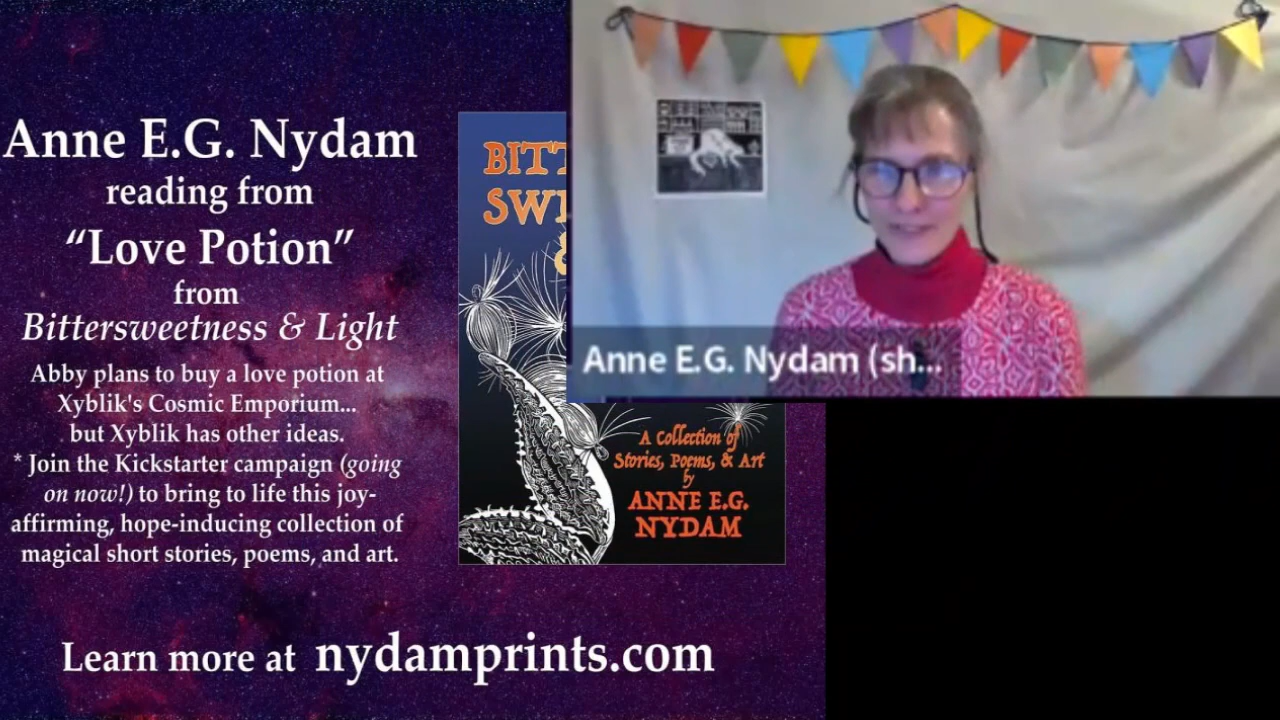 Anne E.G. Nydam
reading from
“Love Potion”
from
Bittersweetness & Light
Abby plans to buy a love potion at
Xyblik's Cosmic Emporium...
but Xyblik has other ideas.
* Join the Kickstarter campaign (going
on now!) to bring to life this joy-
affirming, hope-inducing collection of
magical short stories, poems, and art.
Learn more at nydamprints.com
BITT
SWE
&
A Collection of
Stories, Poems, & Art
by
ANNE E.G.
NYDAM
Anne E.G. Nydam (sh...